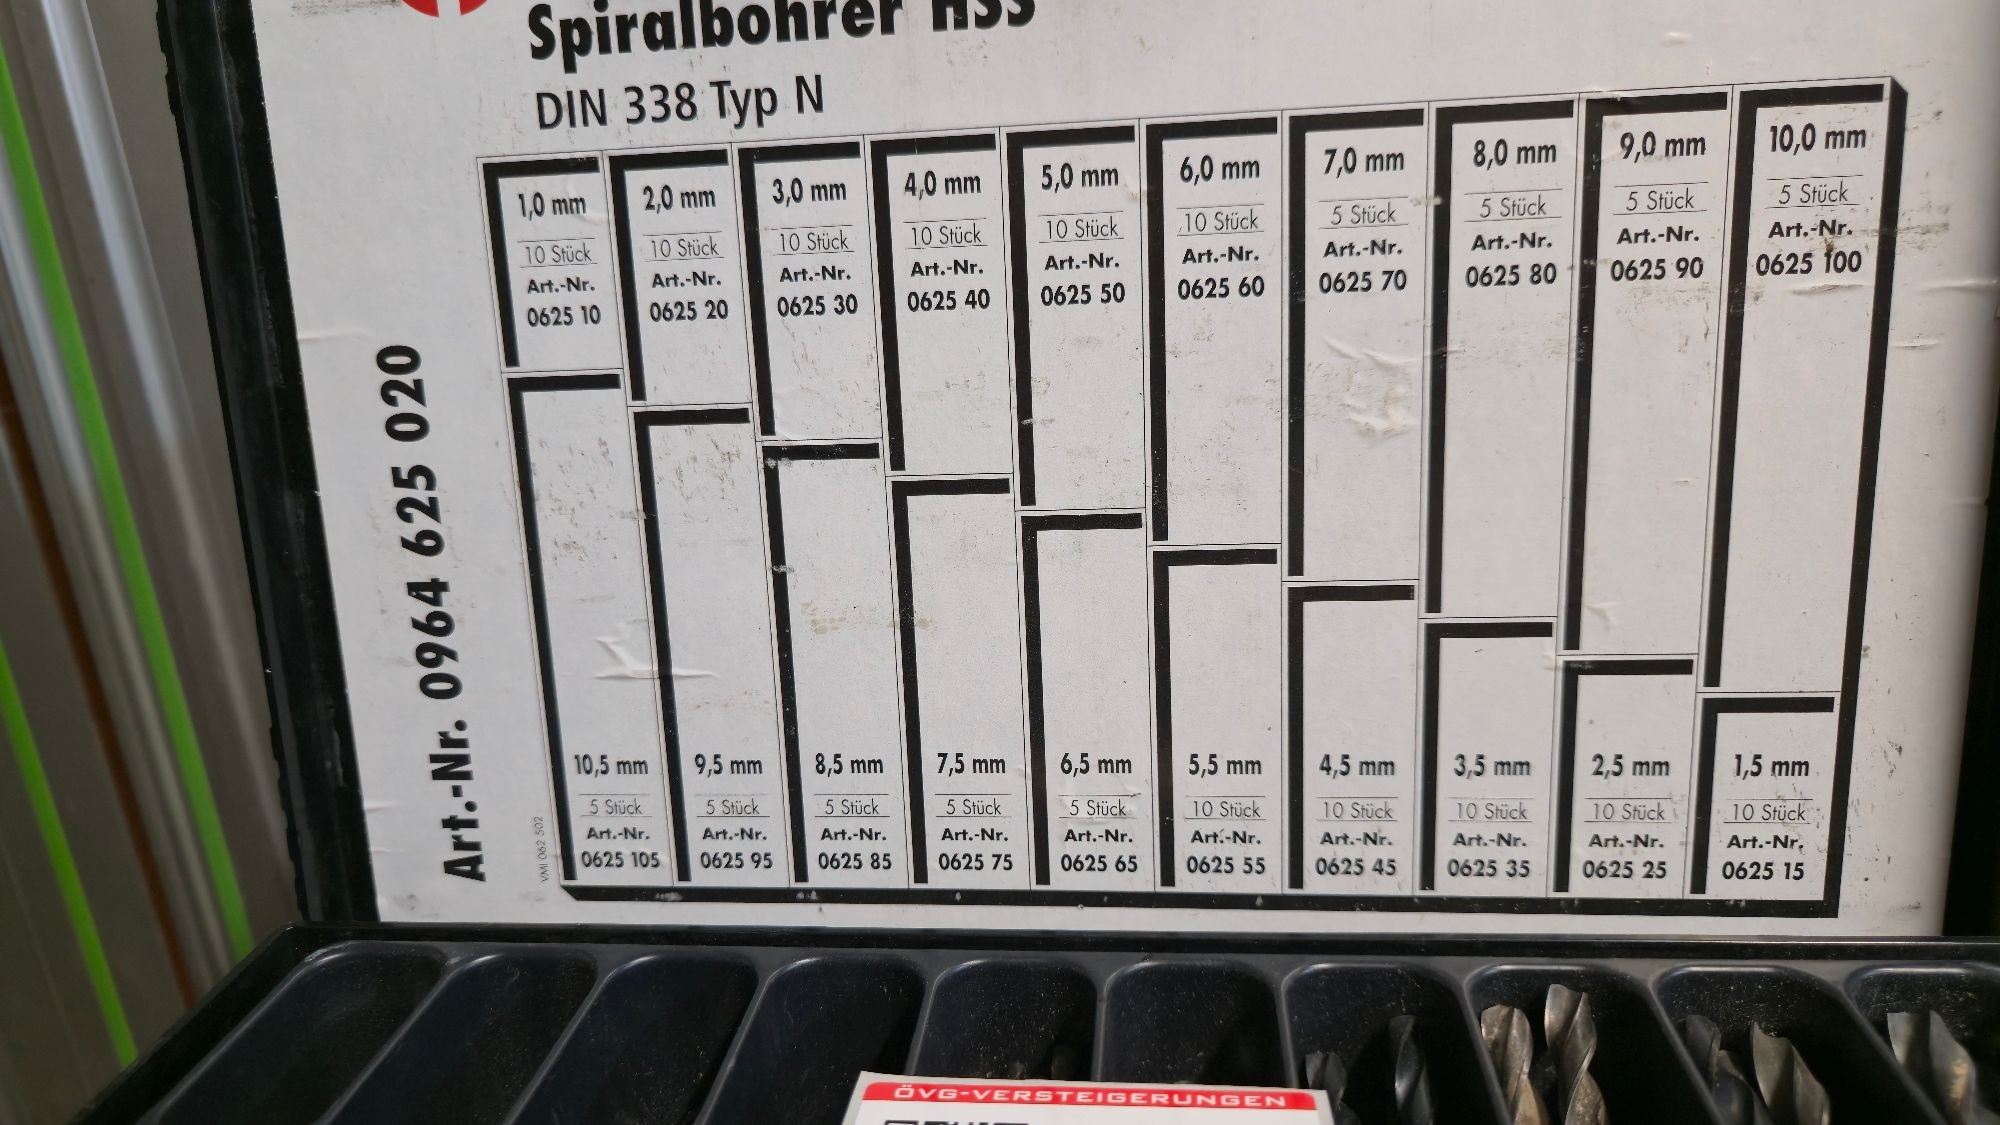 Spiralbohrer HSS
DIN 338 Typ N
Art.-Nr. 0964 625 020
1,0 mm
10 Stück
Art.-Nr.
0625 10
2,0 mm
10 Stück
Art.-Nr.
0625 20
3,0 mm
10 Stück
Art.-Nr.
0625 30
4,0 mm
10 Stück
Art.-Nr.
0625 40
5,0 mm
10 Stück
Art.-Nr.
0625 50
6,0 mm
10 Stück
Art.-Nr.
0625 60
7,0 mm
5 Stück
Art.-Nr.
0625 70
8,0 mm
5 Stück
Art.-Nr.
0625 80
9,0 mm
5 Stück
Art.-Nr.
0625 90
10,0 mm
5 Stück
Art.-Nr.
0625 100
10,5 mm
5 Stück
Art.-Nr.
0625 105
9,5 mm
5 Stück
Art.-Nr.
0625 95
8,5 mm
5 Stück
Art.-Nr.
0625 85
7,5 mm
5 Stück
Art.-Nr.
0625 75
6,5 mm
5 Stück
Art.-Nr.
0625 65
5,5 mm
10 Stück
Art.-Nr.
0625 55
4,5 mm
10 Stück
Art.-Nr.
0625 45
3,5 mm
10 Stück
Art.-Nr.
0625 35
2,5 mm
10 Stück
Art.-Nr.
0625 25
1,5 mm
10 Stück
Art.-Nr.
0625 15
VMI 062 502
ÖVG-VERSTEIGERUNGEN